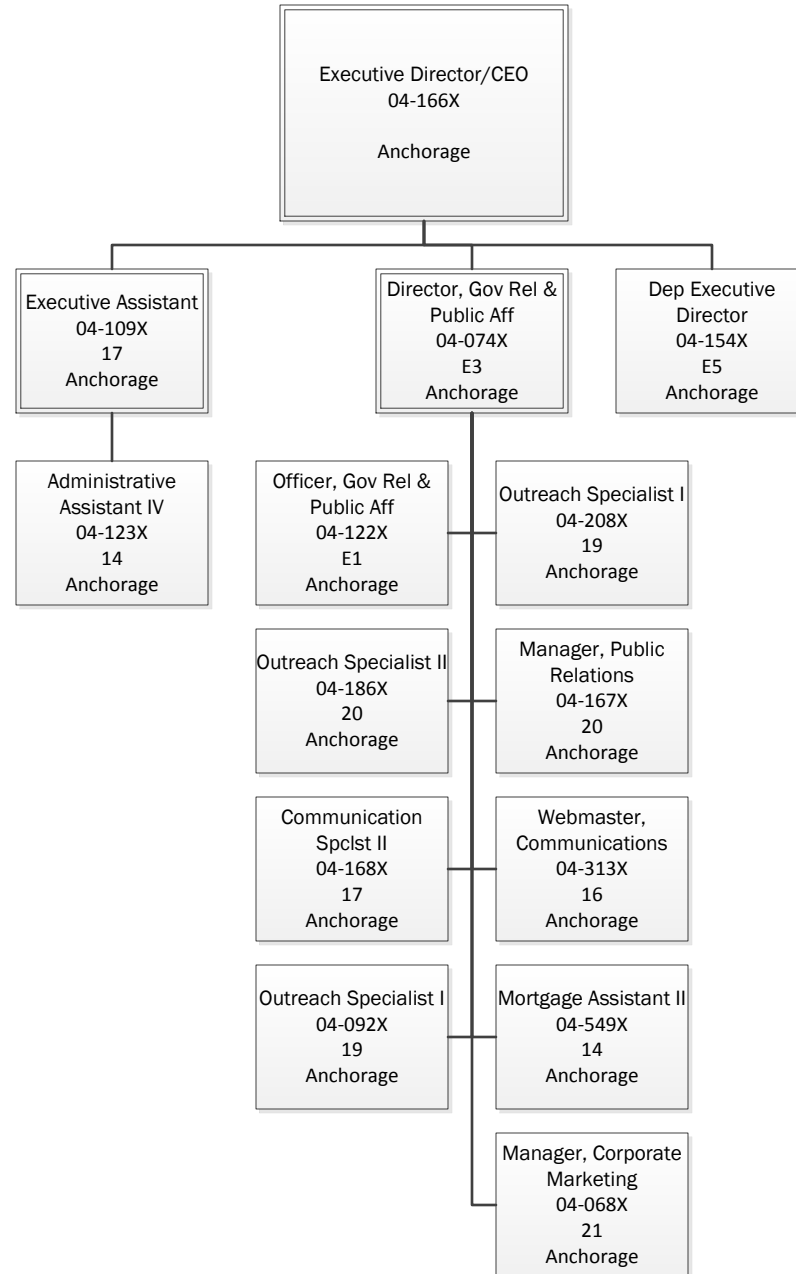 Executive Director/CEO
04-166X
Anchorage
Executive Assistant
04-109X
17
Anchorage
Director, Gov Rel &
Public Aff
04-074X
E3
Anchorage
Dep Executive
Director
04-154X
E5
Anchorage
Administrative
Assistant IV
04-123X
14
Anchorage
Officer, Gov Rel &
Public Aff
04-122X
E1
Anchorage
Outreach Specialist I
04-208X
19
Anchorage
Outreach Specialist II
04-186X
20
Anchorage
Manager, Public
Relations
04-167X
20
Anchorage
Communication
Spclst II
04-168X
17
Anchorage
Webmaster,
Communications
04-313X
16
Anchorage
Outreach Specialist I
04-092X
19
Anchorage
Mortgage Assistant II
04-549X
14
Anchorage
Manager, Corporate
Marketing
04-068X
21
Anchorage